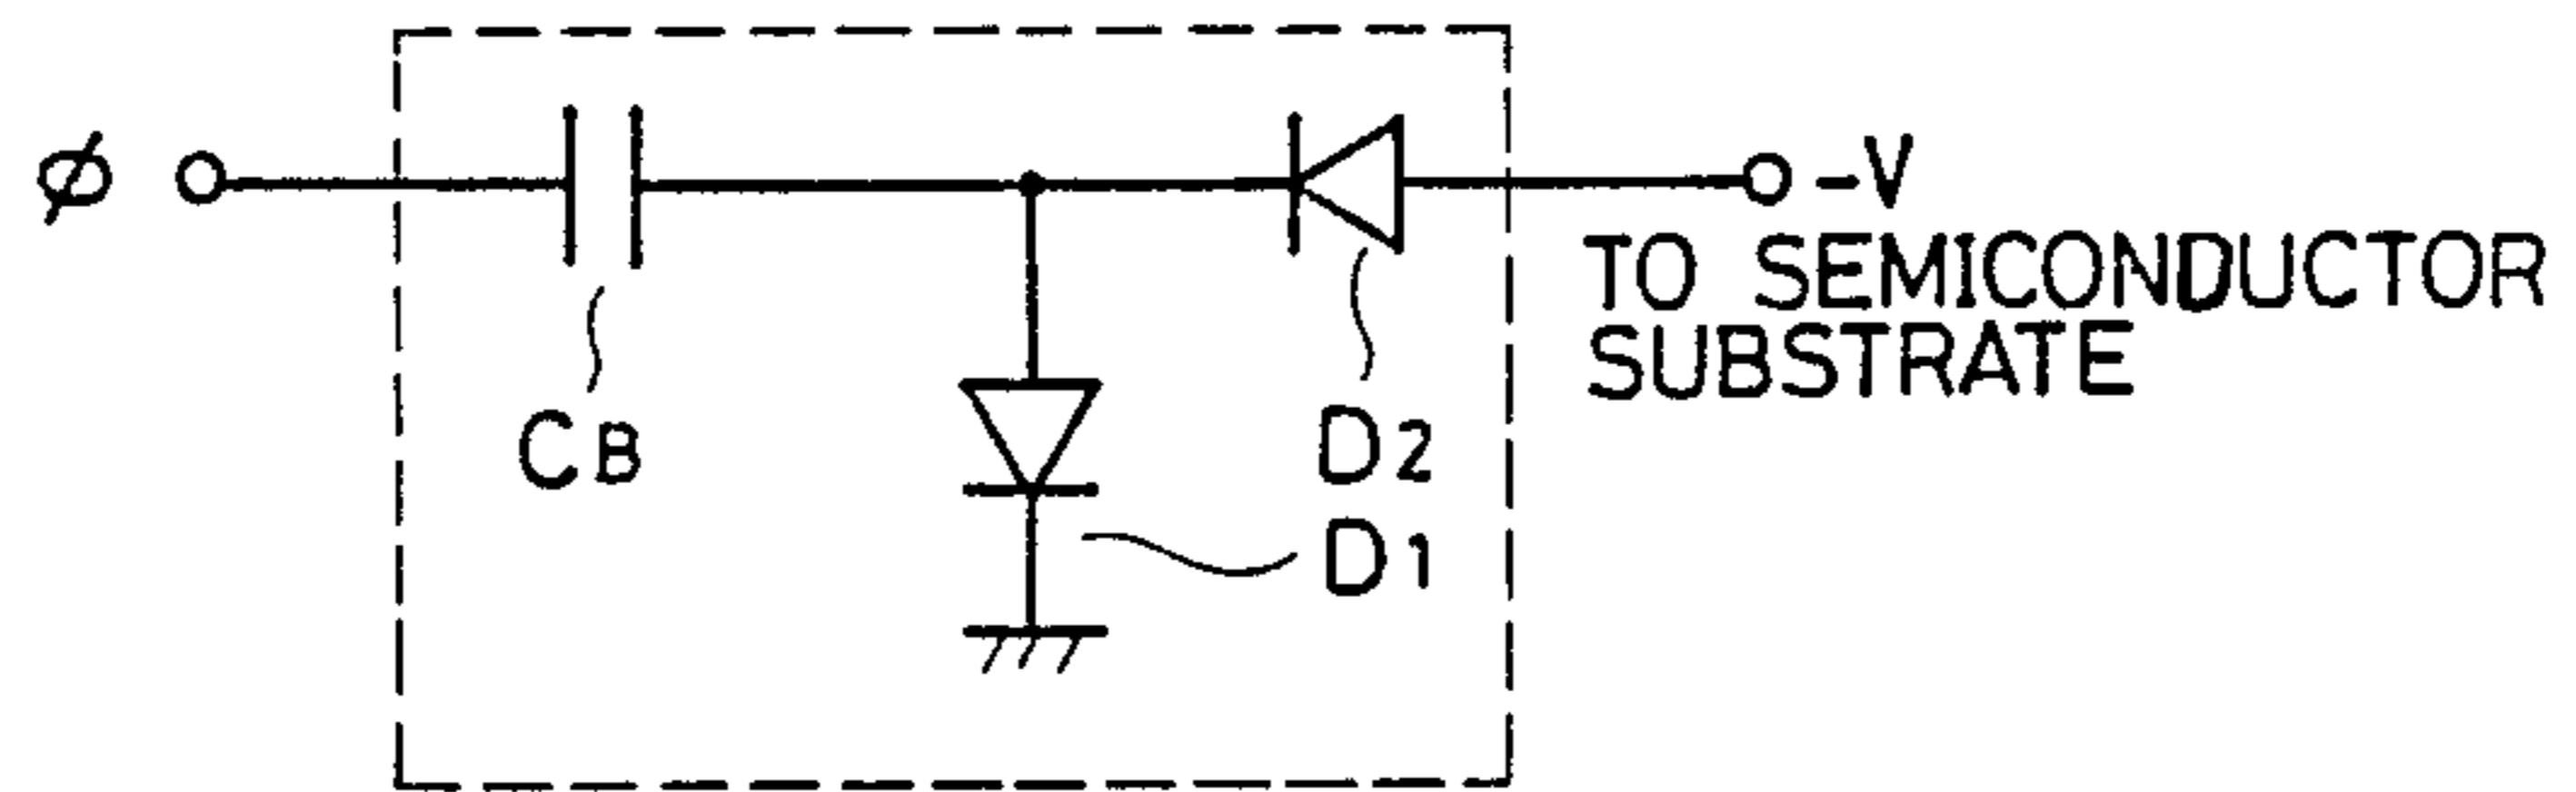 ϕ
-V
TO SEMICONDUCTOR
SUBSTRATE
CB
D2
D1